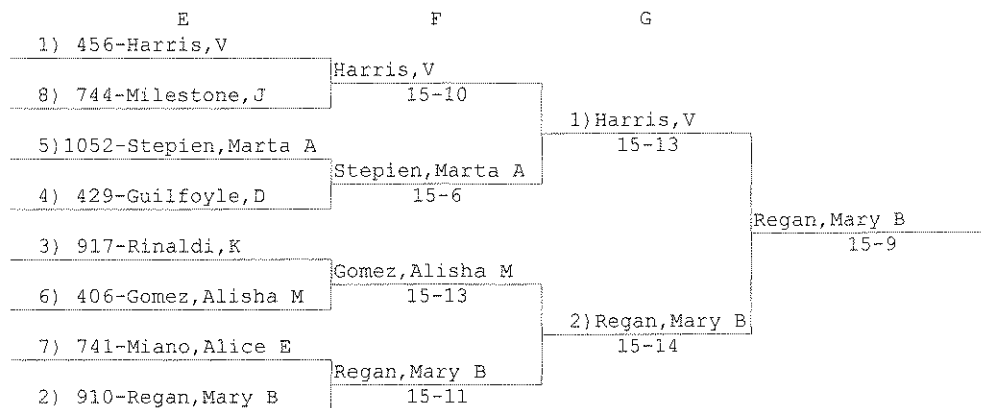 E F G
1) 456-Harris,V
Harris,V
15-10
8) 744-Milestone,J
1)Harris,V
15-13
5)1052-Stepien,Marta A
Stepien,Marta A
15-6
4) 429-Guilfoyle,D
Regan,Mary B
15-9
3) 917-Rinaldi,K
Gomez,Alisha M
15-13
6) 406-Gomez,Alisha M
2)Regan,Mary B
15-14
7) 741-Miano,Alice E
Regan,Mary B
15-11
2) 910-Regan,Mary B